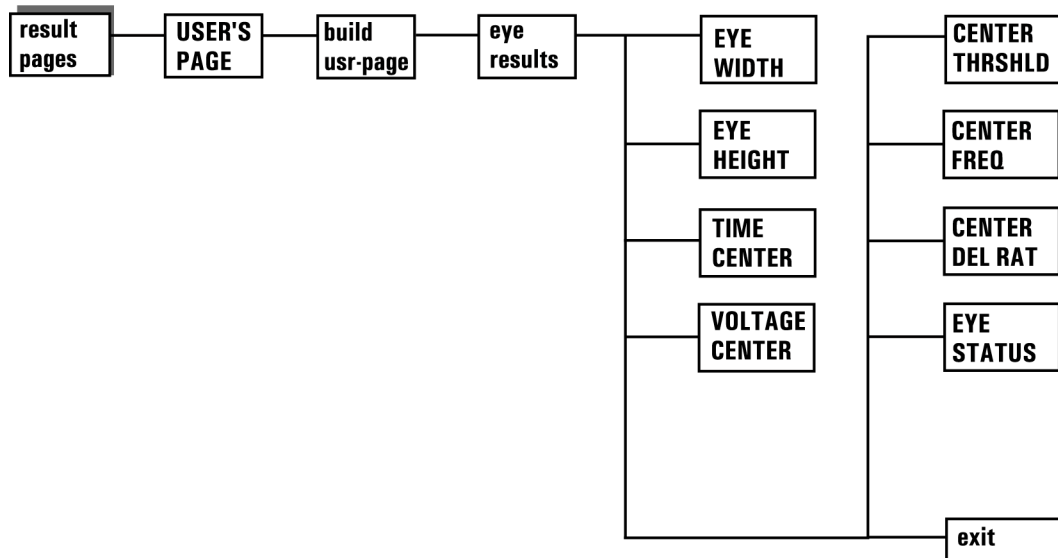 result
pages
USER'S
PAGE
build
usr-page
eye
results
EYE
WIDTH
EYE
HEIGHT
TIME
CENTER
VOLTAGE
CENTER
CENTER
THRSHLD
CENTER
FREQ
CENTER
DEL RAT
EYE
STATUS
exit